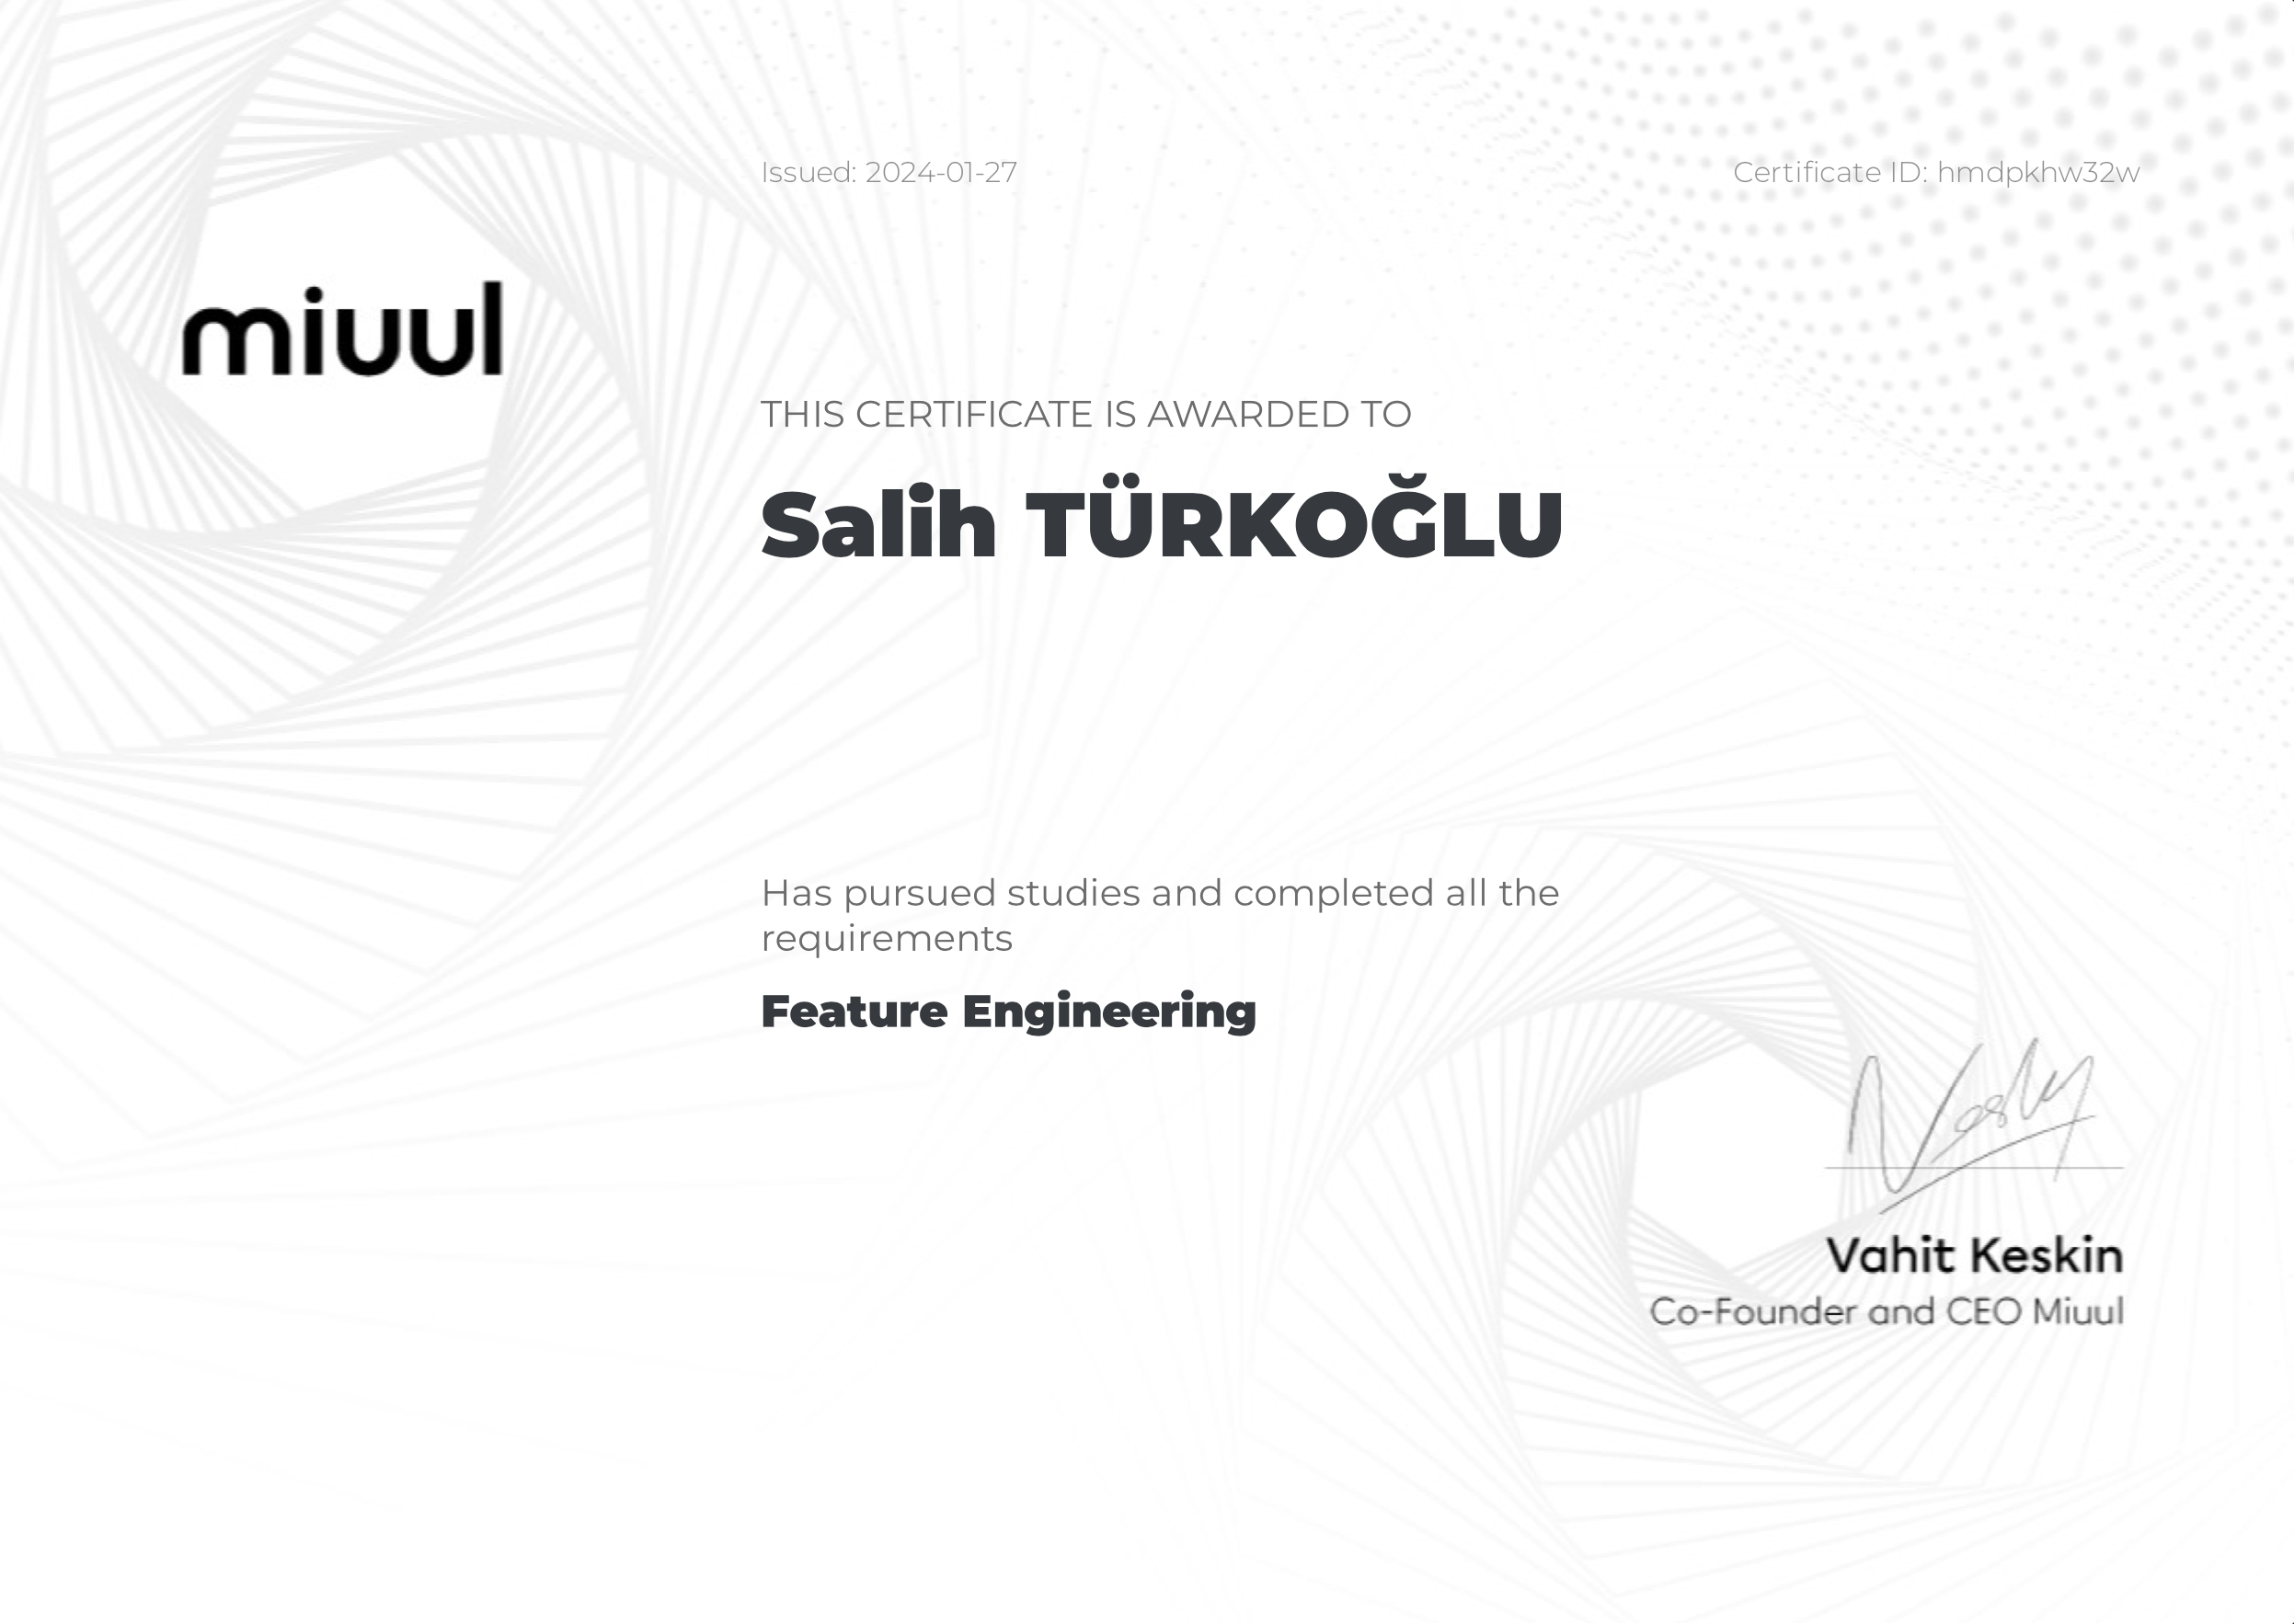 Issued: 2024-01-27
Certificate ID: hmdpkhw32w
miuul
THIS CERTIFICATE IS AWARDED TO
Salih TÜRKOĞLU
Has pursued studies and completed all the
requirements
Feature Engineering
Vahit Keskin
Co-Founder and CEO Miuul